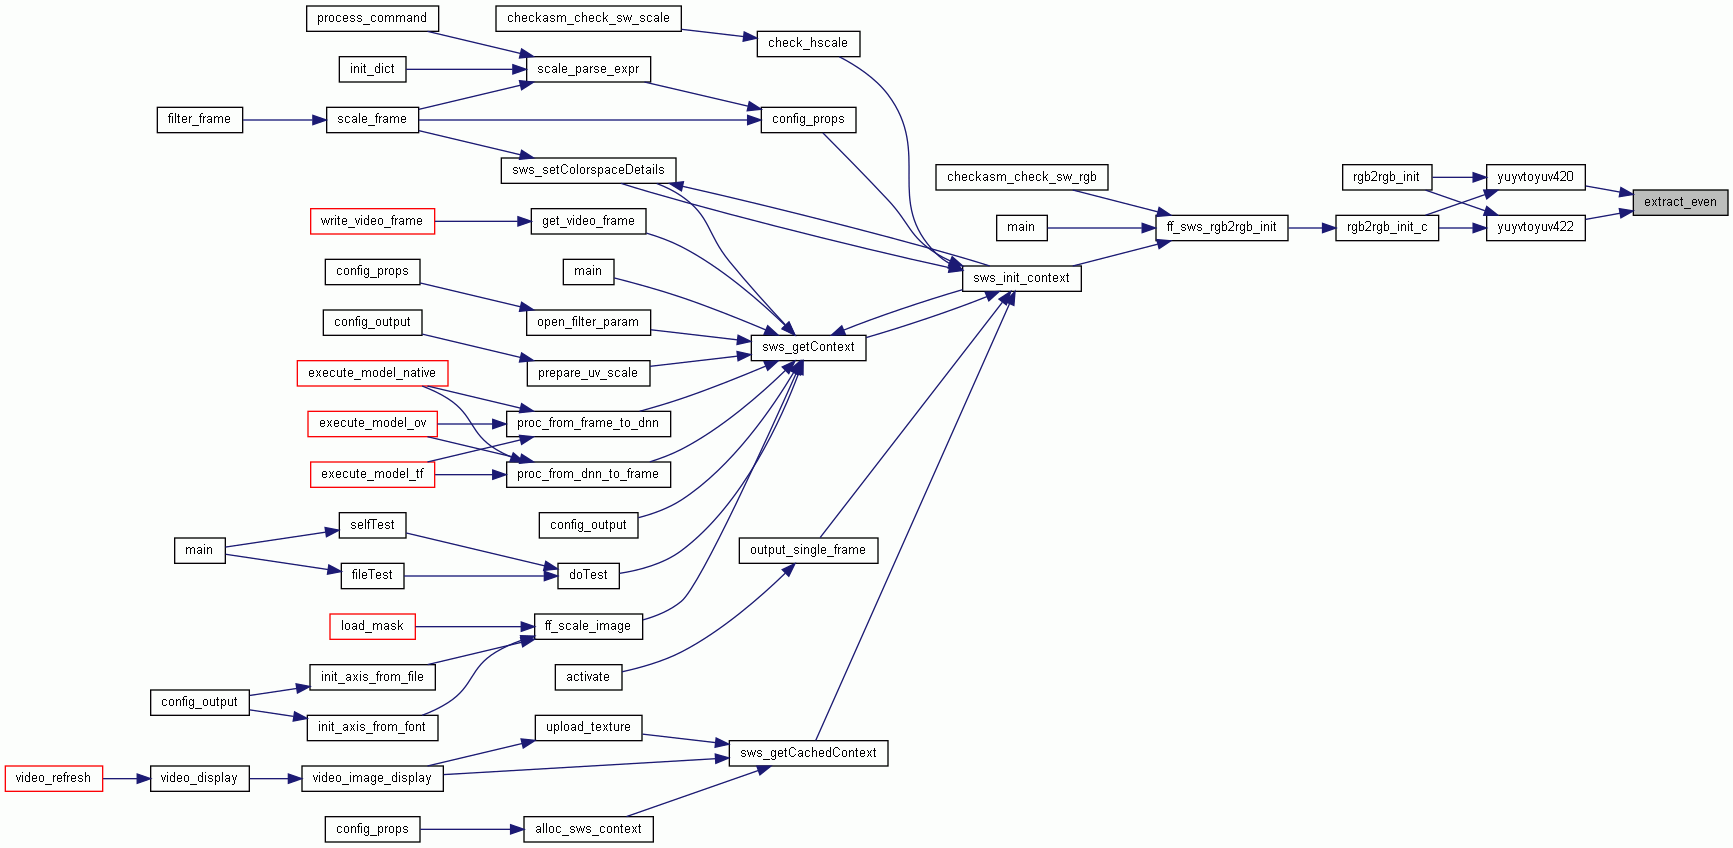 process_command
checkasm_check_sw_scale
check_hscale
init_dict
scale_parse_expr
filter_frame
scale_frame
config_props
sws_setColorspaceDetails
checkasm_check_sw_rgb
rgb2rgb_init
yuyvtoyuv420
extract_even
write_video_frame
get_video_frame
main
ff_sws_rgb2rgb_init
rgb2rgb_init_c
yuyvtoyuv422
config_props
main
sws_init_context
config_output
open_filter_param
sws_getContext
execute_model_native
prepare_uv_scale
execute_model_ov
proc_from_frame_to_dnn
execute_model_tf
proc_from_dnn_to_frame
selfTest
config_output
main
output_single_frame
fileTest
doTest
load_mask
ff_scale_image
init_axis_from_file
activate
config_output
init_axis_from_font
upload_texture
sws_getCachedContext
video_refresh
video_display
video_image_display
config_props
alloc_sws_context